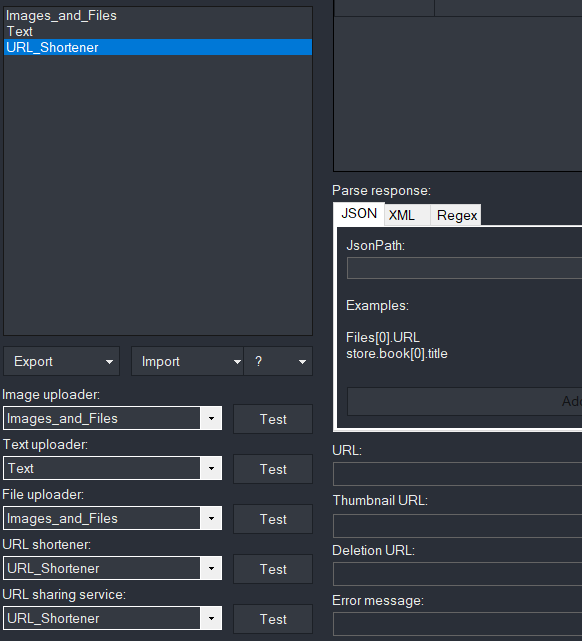 Images_and_Files
Text
URL_Shortener
Export
Import
?
Image uploader:
Images_and_Files
Test
Text uploader:
Text
Test
File uploader:
Images_and_Files
Test
URL shortener:
URL_Shortener
Test
URL sharing service:
URL_Shortener
Test
Parse response:
JSON
XML
Regex
JsonPath:
Examples:
Files[0].URL
store.book[0].title
URL:
Thumbnail URL:
Deletion URL:
Error message: